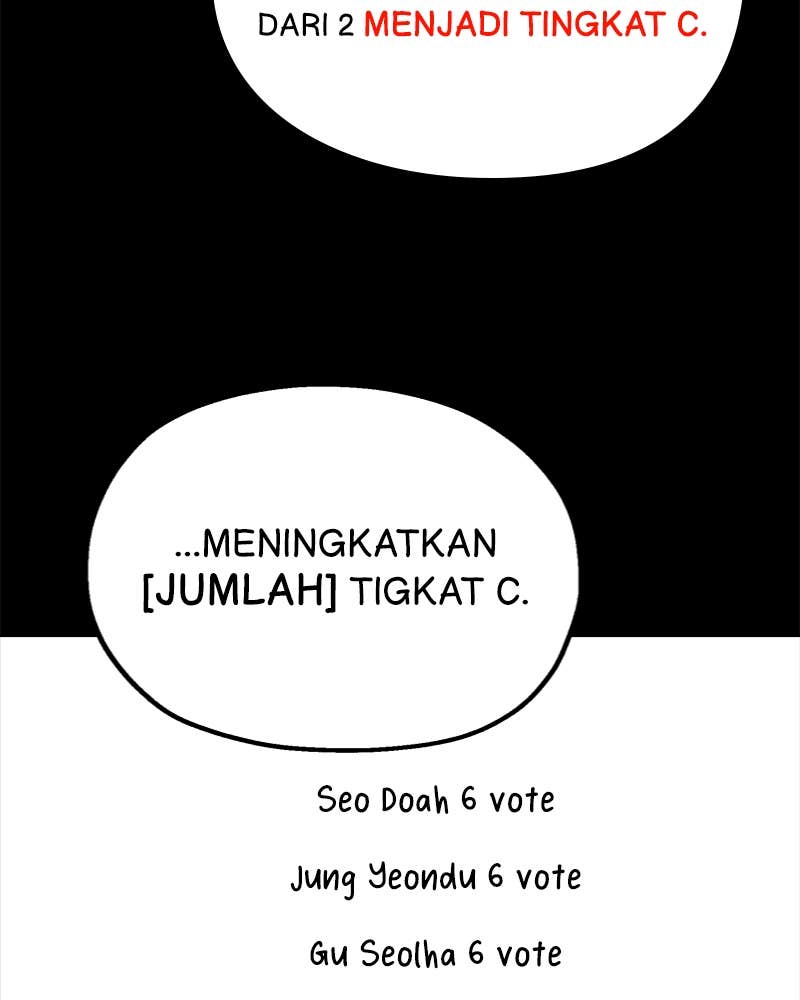 DARI 2 MENJADI TINGKAT C.
...MENINGKATKAN
[JUMLAH] TIGKAT C.
Seo Doah 6 vote
Jung Yeondu 6 vote
Gu Seolha 6 vote